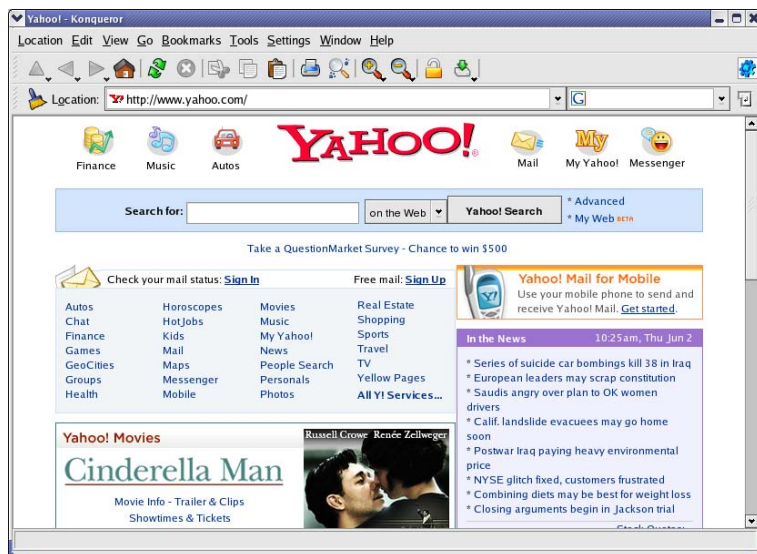 Yahoo! - Konqueror
Location Edit View Go Bookmarks Tools Settings Window Help
Location: http://www.yahoo.com/
G
Finance
Music
Autos
YAHOO!
Mail
My
My Yahoo!
Messenger
Search for:
on the Web
Yahoo! Search
* Advanced
* My Web BETA
Take a QuestionMarket Survey - Chance to win $500
Check your mail status: Sign In
Free mail: Sign Up
Autos
Chat
Finance
Games
GeoCities
Groups
Health
Horoscopes
HotJobs
Kids
Mail
Maps
Messenger
Mobile
Movies
Music
My Yahoo!
News
People Search
Personals
Photos
Real Estate
Shopping
Sports
Travel
TV
Yellow Pages
All Y! Services...
Yahoo! Mail for Mobile
Use your mobile phone to send and
receive Yahoo! Mail. Get started.
In the News
10:25am, Thu Jun 2
* Series of suicide car bombings kill 38 in Iraq
* European leaders may scrap constitution
* Saudis angry over plan to OK women
drivers
* Calif. landslide evacuees may go home
soon
* Postwar Iraq paying heavy environmental
price
* NYSE glitch fixed, customers frustrated
* Combining diets may be best for weight loss
* Closing arguments begin in Jackson trial
Yahoo! Movies
Cinderella Man
Movie Info - Trailer & Clips
Showtimes & Tickets
Russell Crowe Renée Zellweger